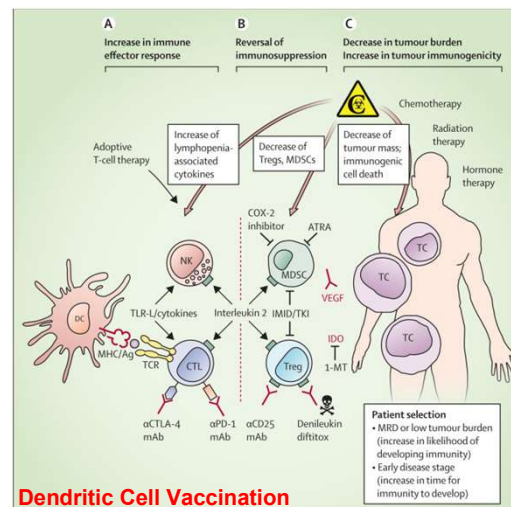 A
Increase in immune
effector response
B
Reversal of
immunosuppression
C
Decrease in tumour burden
Increase in tumour immunogenicity
C
Chemotherapy
Radiation
therapy
Hormone
therapy
Adoptive
T-cell therapy
Increase of
lymphopenia-
associated
cytokines
Decrease of
Tregs, MDSCs
Decrease of
tumour mass;
immunogenic
cell death
COX-2
inhibitor
ATRA
NK
MDSC
VEGF
TC
TC
TC
DC
TLR-L/cytokines
Interleukin 2
IMID/TKI
MHC/Ag
TCR
CTL
Treg
IDO
1-MT
αCTLA-4
mAb
αPD-1
mAb
αCD25
mAb
Denileukin
diftitox
Patient selection
• MRD or low tumour burden
(increase in likelihood of
developing immunity)
• Early disease stage
(increase in time for
immunity to develop)
Dendritic Cell Vaccination